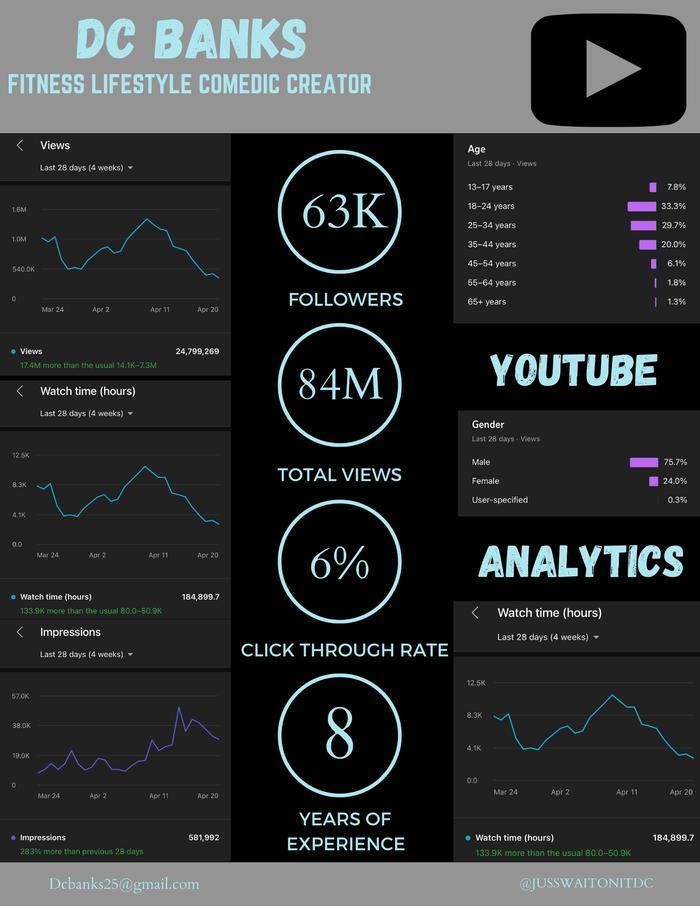 DC BANKS
FITNESS LIFESTYLE COMEDIC CREATOR
Views
Last 28 days (4 weeks)
1.6M
1.0M
540.0K
0
Mar 24 Apr 2 Apr 11 Apr 20
Views 24,799,269
17.4M more than the usual 14.1K–7.3M
Watch time (hours)
Last 28 days (4 weeks)
12.5K
8.3K
4.1K
0.0
Mar 24 Apr 2 Apr 11 Apr 20
Watch time (hours) 184,899.7
133.9K more than the usual 80.0–50.9K
Impressions
Last 28 days (4 weeks)
57.0K
38.0K
19.0K
0
Mar 24 Apr 2 Apr 11 Apr 20
Impressions 581,992
283% more than previous 28 days
63K
FOLLOWERS
84M
TOTAL VIEWS
6%
CLICK THROUGH RATE
8
YEARS OF
EXPERIENCE
Age
Last 28 days · Views
13–17 years 7.8%
18–24 years 33.3%
25–34 years 29.7%
35–44 years 20.0%
45–54 years 6.1%
55–64 years 1.8%
65+ years 1.3%
YOUTUBE
Gender
Last 28 days · Views
Male 75.7%
Female 24.0%
User-specified 0.3%
ANALYTICS
Watch time (hours)
Last 28 days (4 weeks)
12.5K
8.3K
4.1K
0.0
Mar 24 Apr 2 Apr 11 Apr 20
Watch time (hours) 184,899.7
133.9K more than the usual 80.0–50.9K
Dcbanks25@gmail.com
@JUSSWAITONITDC